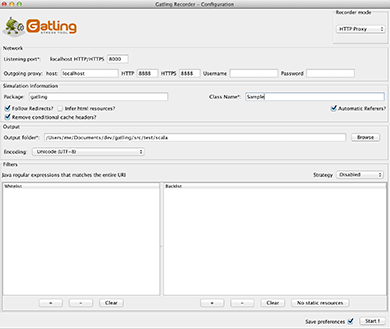 Gatling Recorder - Configuration
Recorder mode
Gatling
STRESS TOOL
HTTP Proxy
Network
Listening port*: localhost HTTP/HTTPS 8000
Outgoing proxy: host: localhost HTTP 8888 HTTPS 8888 Username Password
Simulation Information
Package: gatling Class Name*: Sample
Follow Redirects? Infer html resources? Automatic Referers?
Remove conditional cache headers?
Output
Output folder*: /Users/me/Documents/dev/gatling/src/test/scala Browse
Encoding: Unicode (UTF-8)
Filters
Java regular expressions that matches the entire URI Strategy Disabled
Whitelist Blacklist
+ - Clear + - Clear No static resources
Save preferences Start !